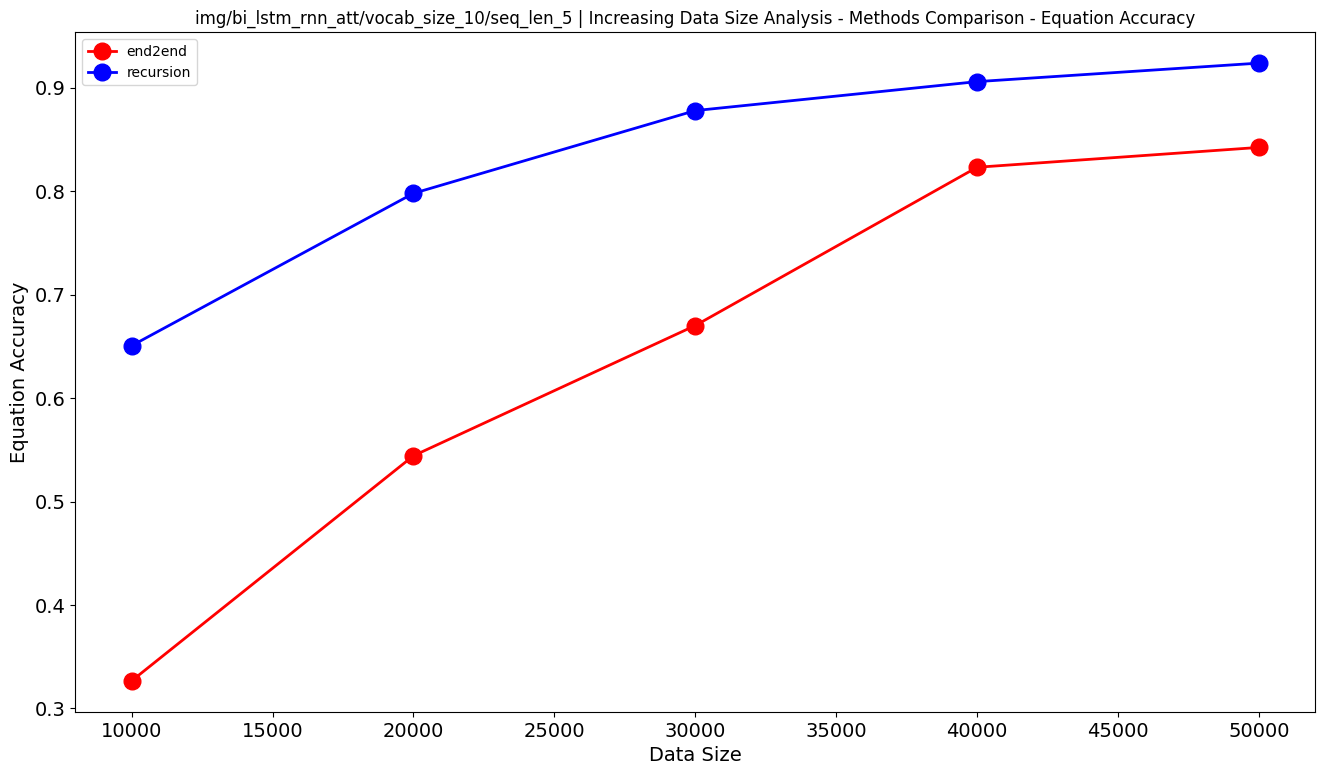 img/bi_lstm_rnn_att/vocab_size_10/seq_len_5 | Increasing Data Size Analysis - Methods Comparison - Equation Accuracy
end2end
recursion
0.9
0.8
0.7
0.6
0.5
0.4
0.3
Equation Accuracy
10000 15000 20000 25000 30000 35000 40000 45000 50000
Data Size